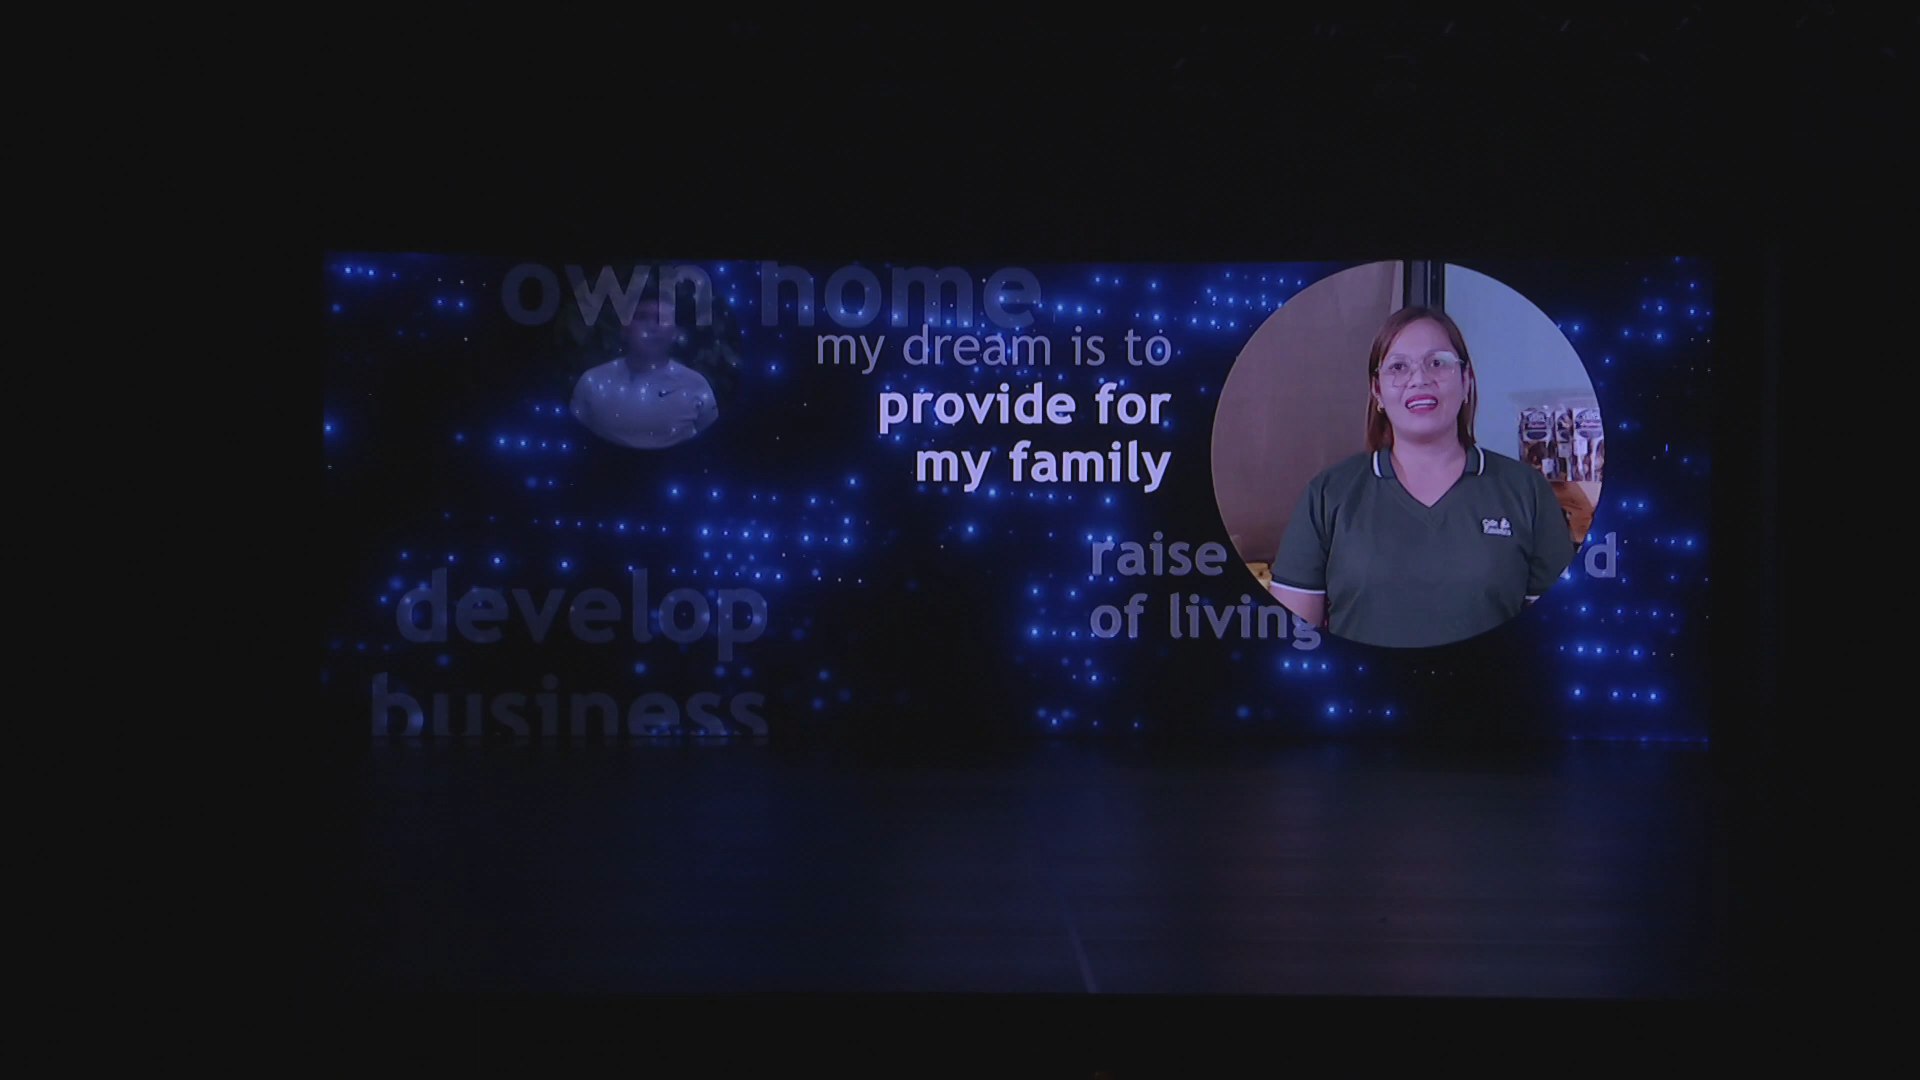 own home
my dream is to
provide for
my family
raise d
of living
develop
business